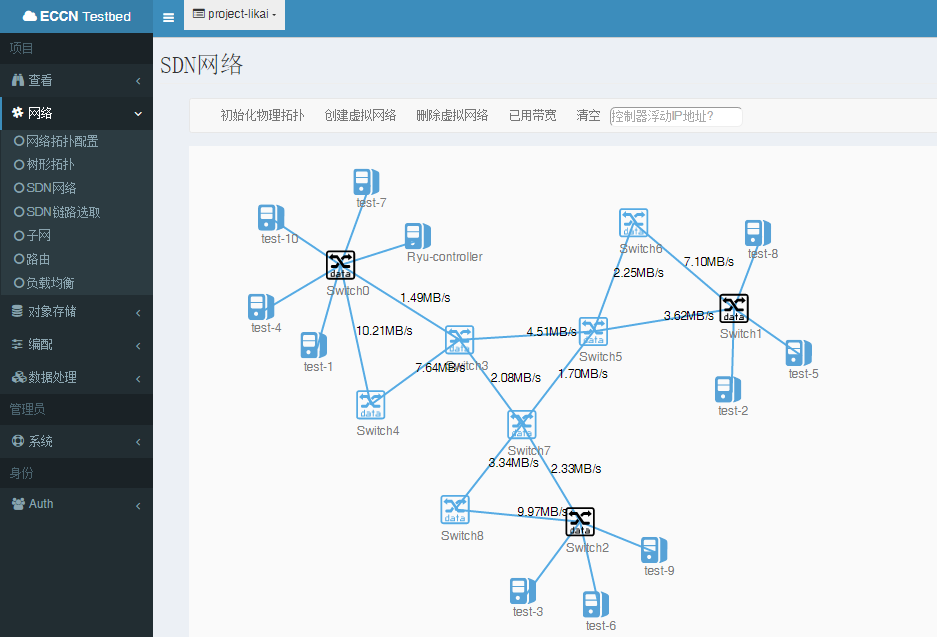 ECCN Testbed
project-likai
项目
查看
网络
网络拓扑配置
树形拓扑
SDN网络
SDN链路选取
子网
路由
负载均衡
对象存储
编配
数据处理
管理员
系统
身份
Auth
SDN网络
初始化物理拓扑 创建虚拟网络 删除虚拟网络 已用带宽 清空 控制器浮动IP地址?
test-7
test-10
Ryu-controller
data
Switch0
test-4
test-1
1.49MB/s
10.21MB/s
data
Switch6
test-8
7.10MB/s
2.25MB/s
data
Switch1
3.62MB/s
data
Switch5
4.51MB/s
data
Switch3
7.64MB/s
2.08MB/s
1.70MB/s
test-5
test-2
data
Switch4
data
Switch7
3.34MB/s
2.33MB/s
data
Switch8
9.97MB/s
data
Switch2
test-9
test-3
test-6